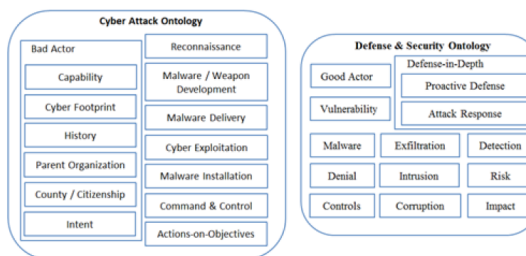 Cyber Attack Ontology
Bad Actor
Capability
Cyber Footprint
History
Parent Organization
County / Citizenship
Intent
Reconnaissance
Malware / Weapon
Development
Malware Delivery
Cyber Exploitation
Malware Installation
Command & Control
Actions-on-Objectives
Defense & Security Ontology
Good Actor
Vulnerability
Defense-in-Depth
Proactive Defense
Attack Response
Malware
Exfiltration
Detection
Denial
Intrusion
Risk
Controls
Corruption
Impact